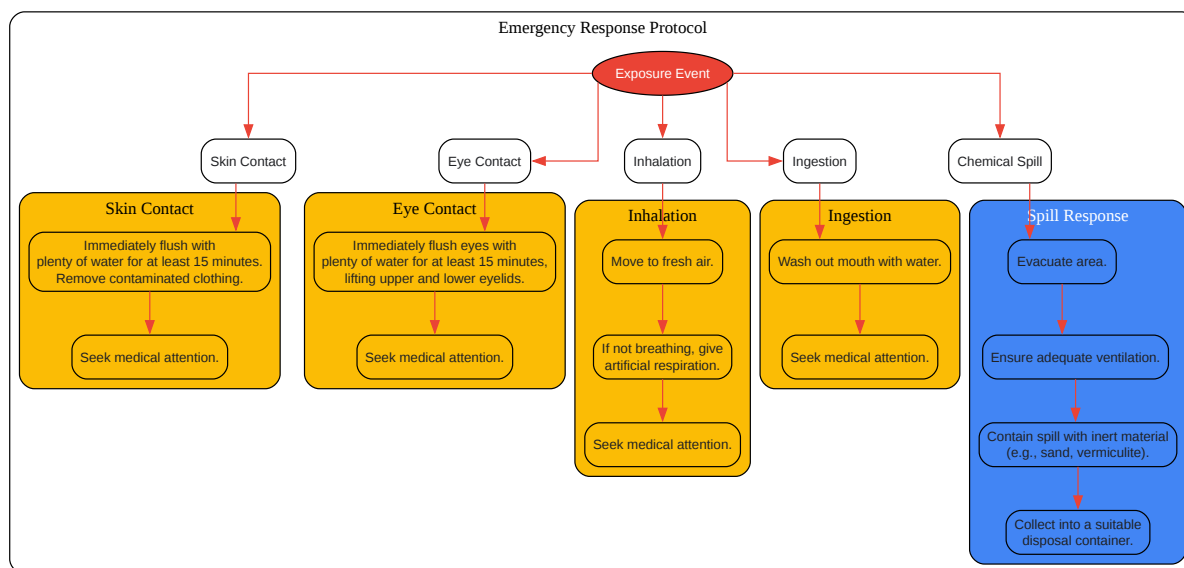 Emergency Response Protocol
Exposure Event
Skin Contact
Eye Contact
Inhalation
Ingestion
Chemical Spill
Skin Contact
Immediately flush with
plenty of water for at least 15 minutes.
Remove contaminated clothing.
Seek medical attention.
Eye Contact
Immediately flush eyes with
plenty of water for at least 15 minutes,
lifting upper and lower eyelids.
Seek medical attention.
Inhalation
Move to fresh air.
If not breathing, give
artificial respiration.
Seek medical attention.
Ingestion
Wash out mouth with water.
Seek medical attention.
Spill Response
Evacuate area.
Ensure adequate ventilation.
Contain spill with inert material
(e.g., sand, vermiculite).
Collect into a suitable
disposal container.